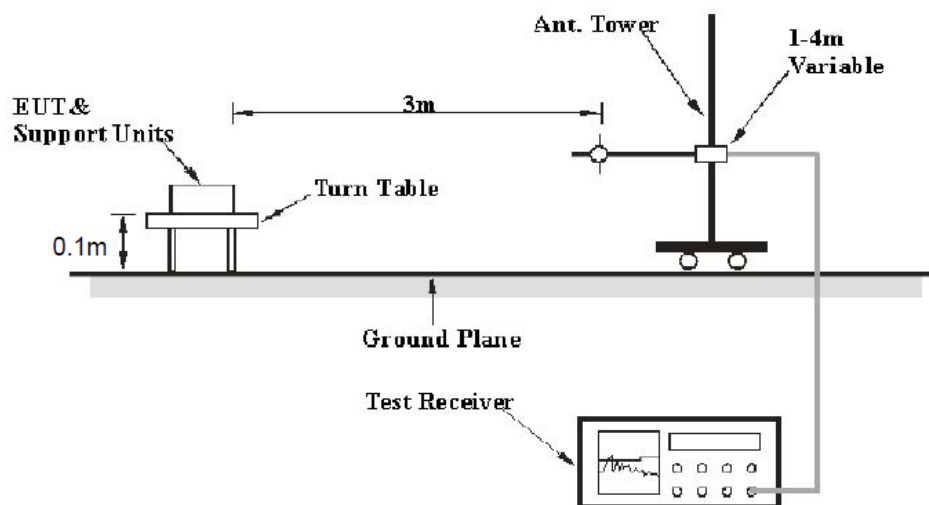 Ant. Tower
1-4m
Variable
EUT&
Support Units
3m
Turn Table
0.1m
Ground Plane
Test Receiver